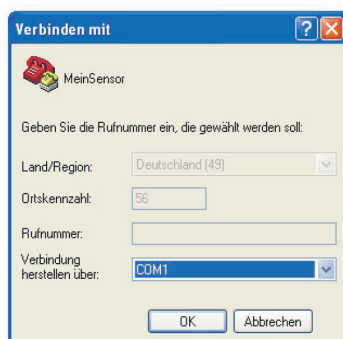 Verbinden mit
MeinSensor
Geben Sie die Rufnummer ein, die gewählt werden soll:
Land/Region: Deutschland (49)
Ortskennzahl: 56
Rufnummer:
Verbindung
herstellen über: COM1
OK Abbrechen